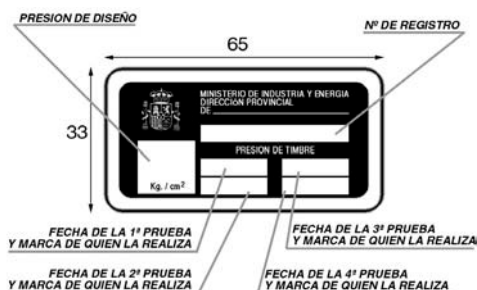 PRESION DE DISEÑO
Nº DE REGISTRO
65
33
MINISTERIO DE INDUSTRIA Y ENERGIA
DIRECCIÓN PROVINCIAL
DE
PRESION DE TIMBRE
Kg. / cm²
FECHA DE LA 1ª PRUEBA
Y MARCA DE QUIEN LA REALIZA
FECHA DE LA 3ª PRUEBA
Y MARCA DE QUIEN LA REALIZA
FECHA DE LA 2ª PRUEBA
Y MARCA DE QUIEN LA REALIZA
FECHA DE LA 4ª PRUEBA
Y MARCA DE QUIEN LA REALIZA